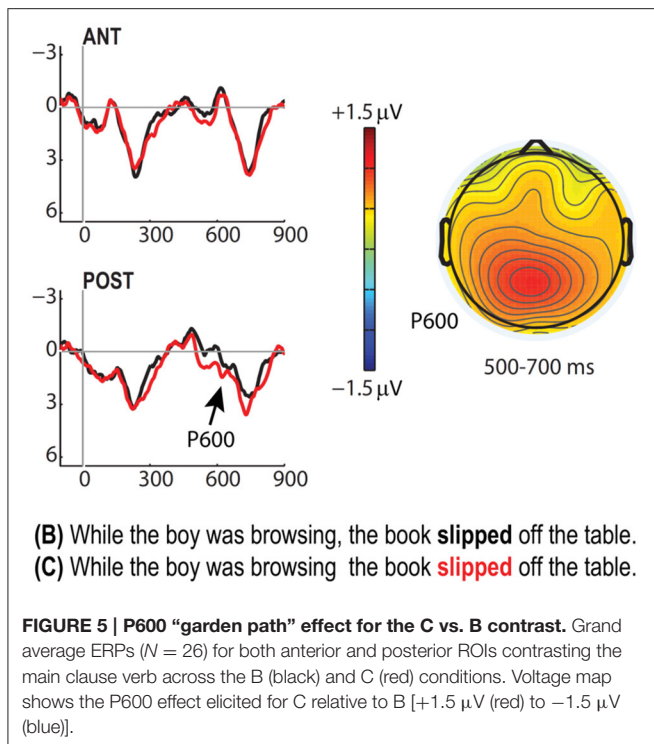 ANT
−3
0
3
6
0 300 600 900
POST
−3
0
3
6
P600
0 300 600 900
+1.5 μV
−1.5 μV
P600
500-700 ms
(B) While the boy was browsing, the book slipped off the table.
(C) While the boy was browsing the book slipped off the table.
FIGURE 5 | P600 “garden path” effect for the C vs. B contrast. Grand
average ERPs (N = 26) for both anterior and posterior ROIs contrasting the
main clause verb across the B (black) and C (red) conditions. Voltage map
shows the P600 effect elicited for C relative to B [+1.5 μV (red) to −1.5 μV
(blue)].